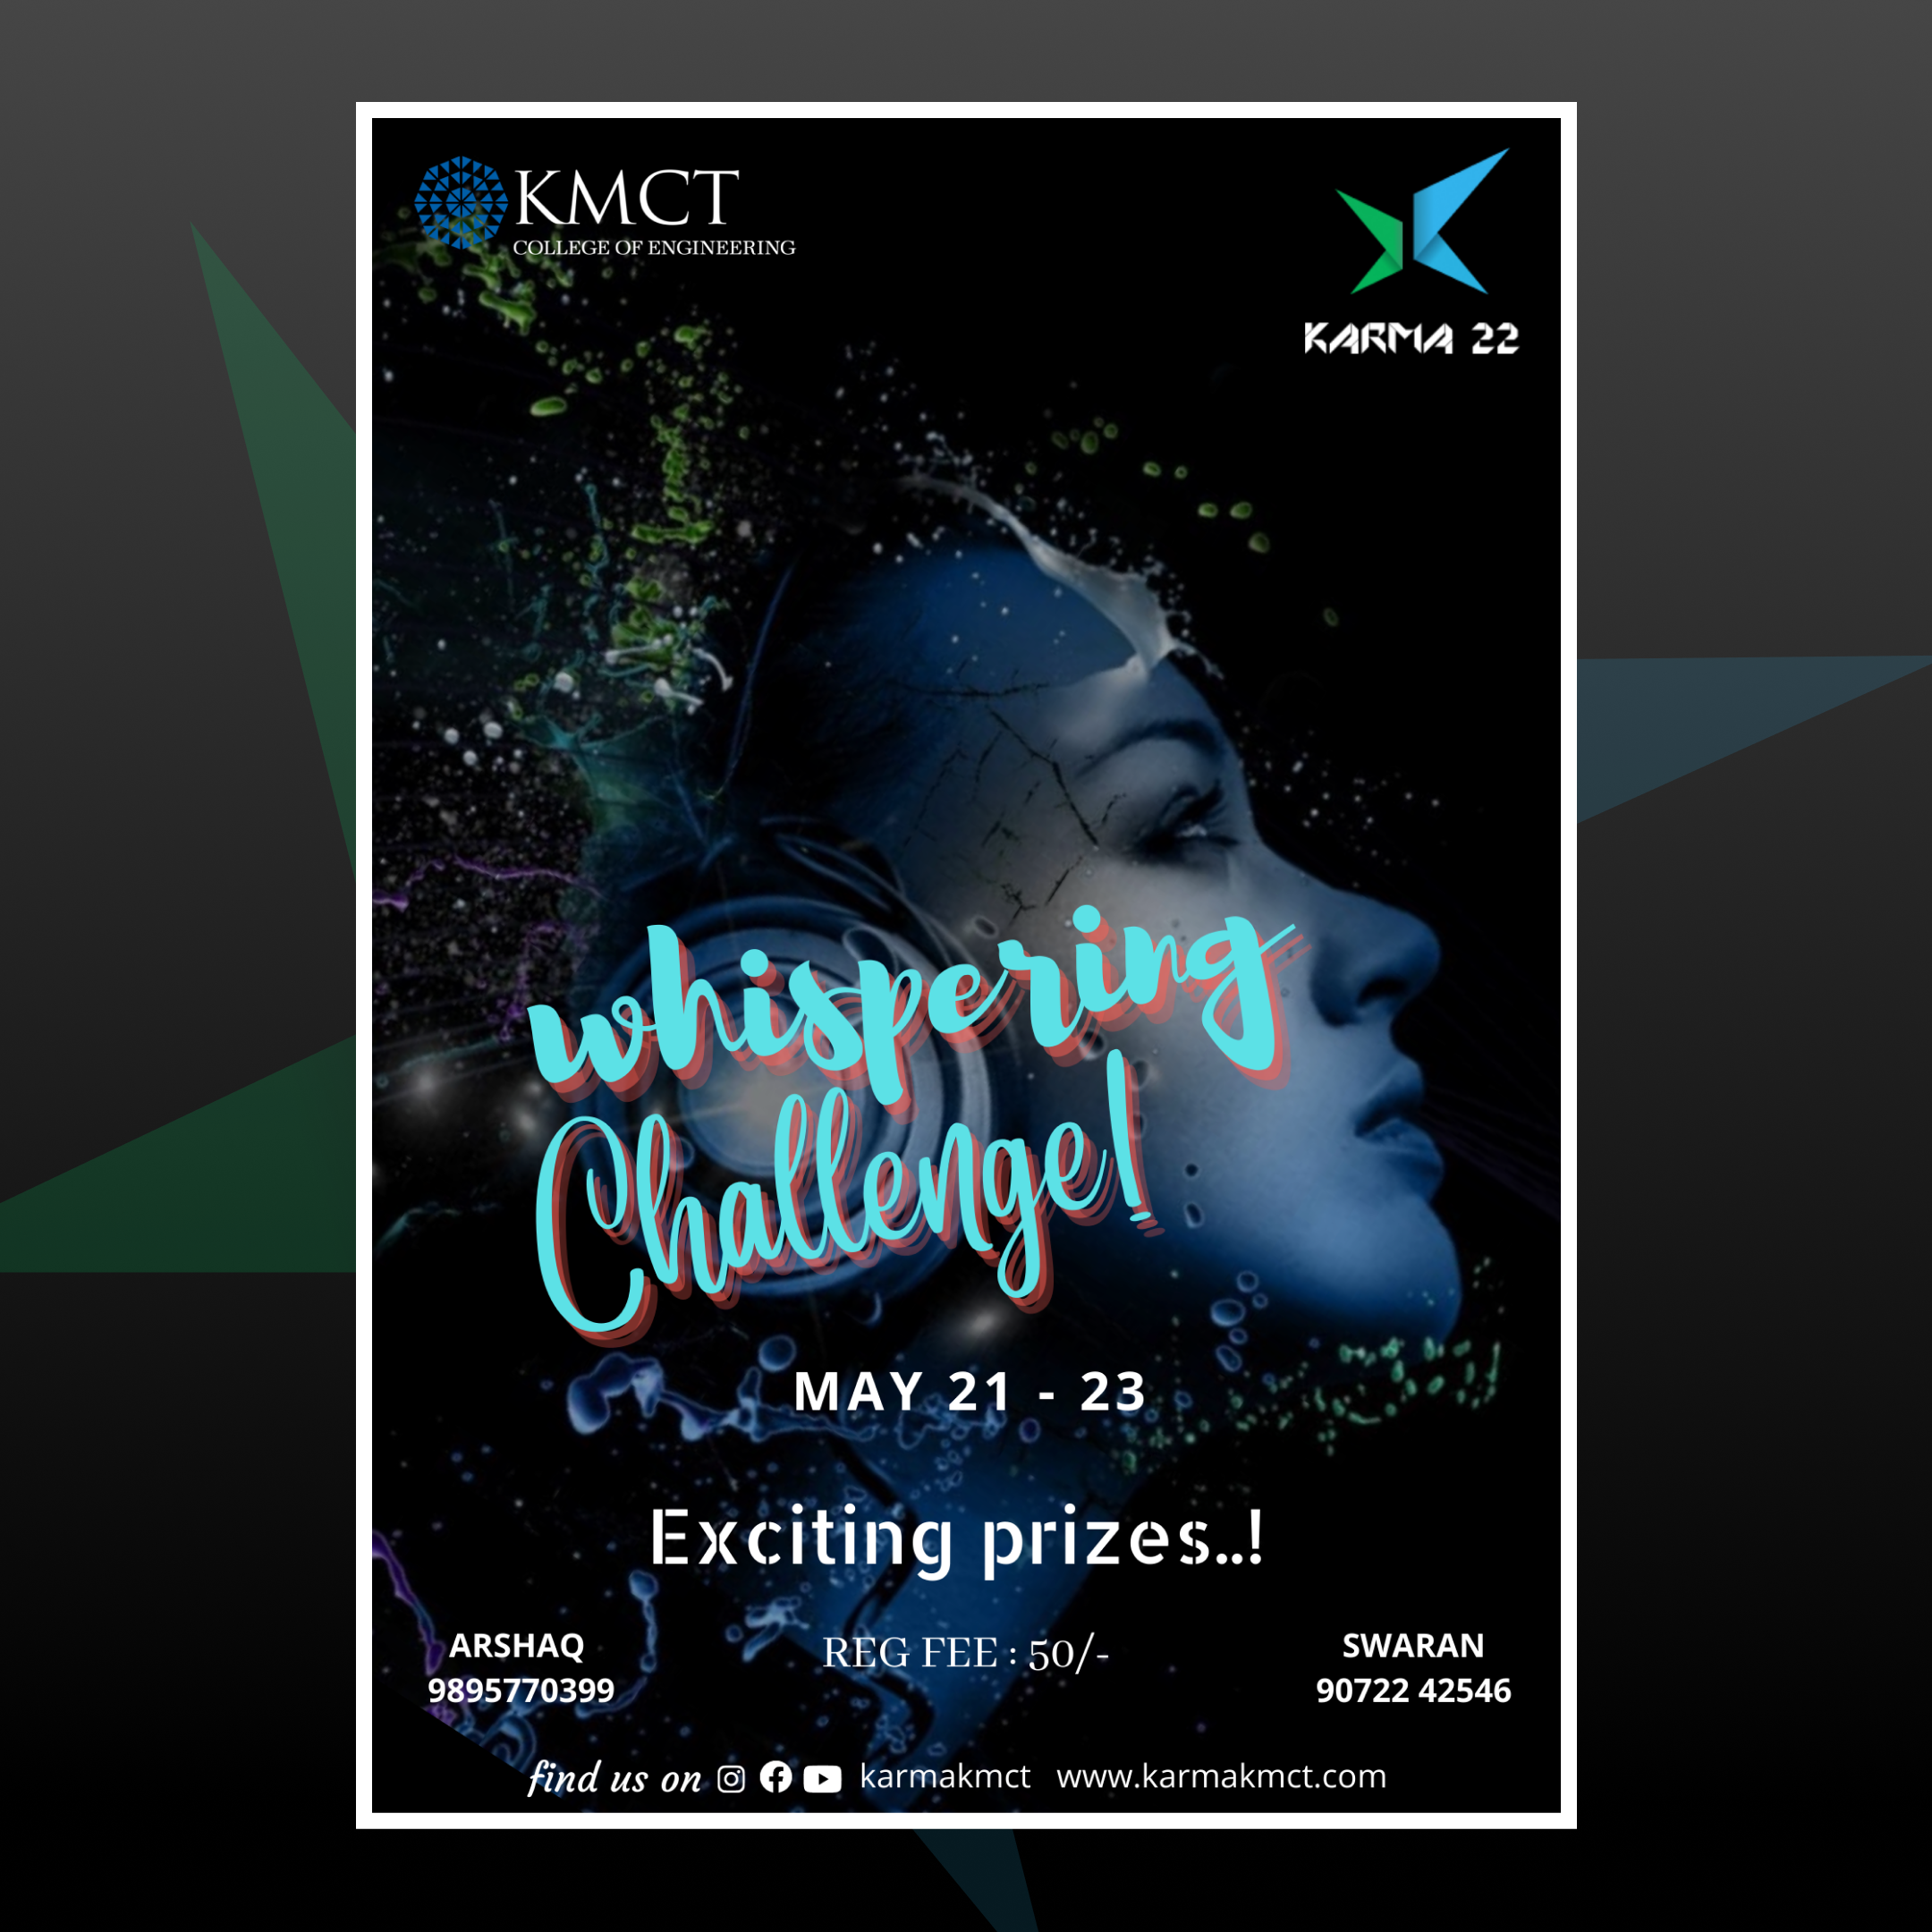 KMCT
COLLEGE OF ENGINEERING
KARMA 22
whispering
Challenge!
MAY 21 - 23
Exciting prizes..!
ARSHAQ
9895770399
REG FEE : 50/-
SWARAN
90722 42546
find us on karmakmct www.karmakmct.com